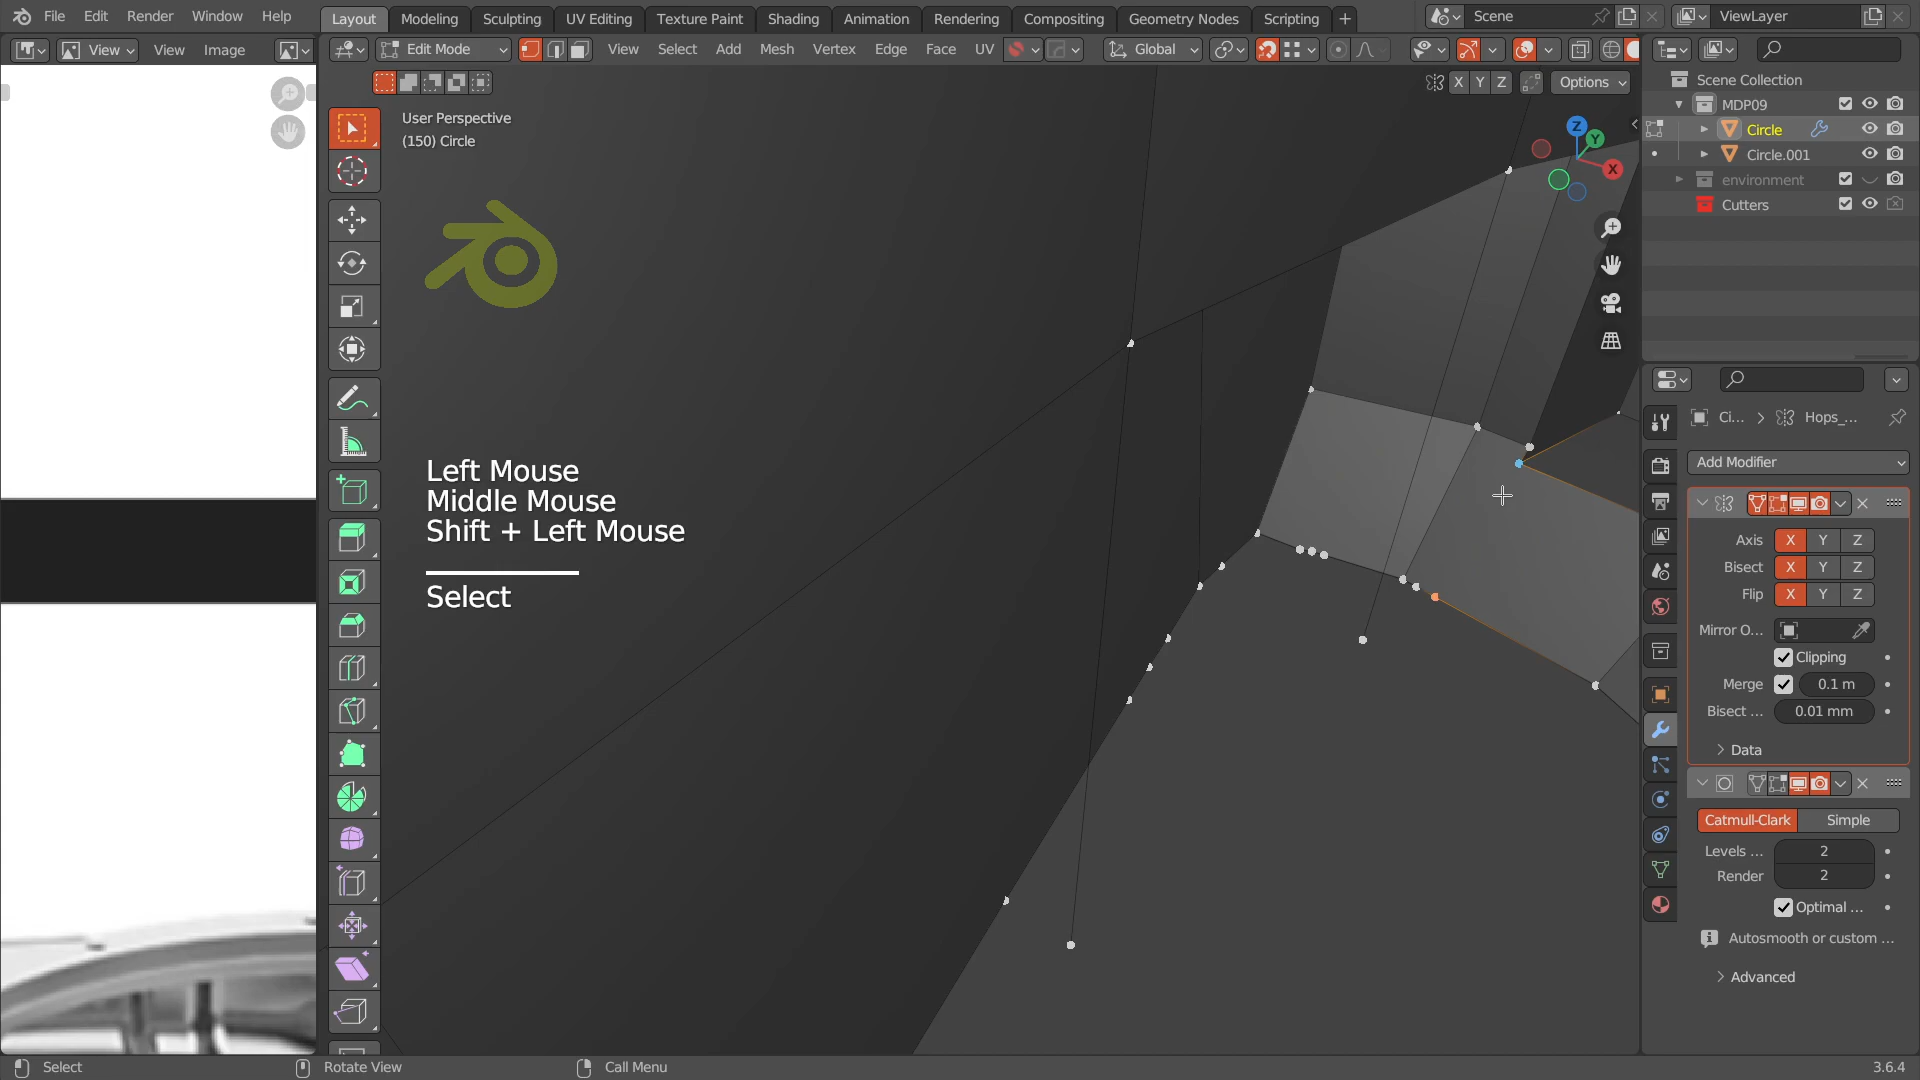 File Edit Render Window Help
Layout Modeling Sculpting UV Editing Texture Paint Shading Animation Rendering Compositing Geometry Nodes Scripting +
Scene
ViewLayer
View View Image
Edit Mode View Select Add Mesh Vertex Edge Face UV Global
X Y Z Options
User Perspective
(150) Circle
Z
Y
X
Left Mouse
Middle Mouse
Shift + Left Mouse
Select
Scene Collection
MDP09
Circle
Circle.001
environment
Cutters
Ci... > Hops_...
Add Modifier
Axis X Y Z
Bisect X Y Z
Flip X Y Z
Mirror O...
Clipping
Merge 0.1 m
Bisect ... 0.01 mm
Data
Catmull-Clark Simple
Levels ... 2
Render 2
Optimal ...
Autosmooth or custom ...
Advanced
Select Rotate View Call Menu 3.6.4